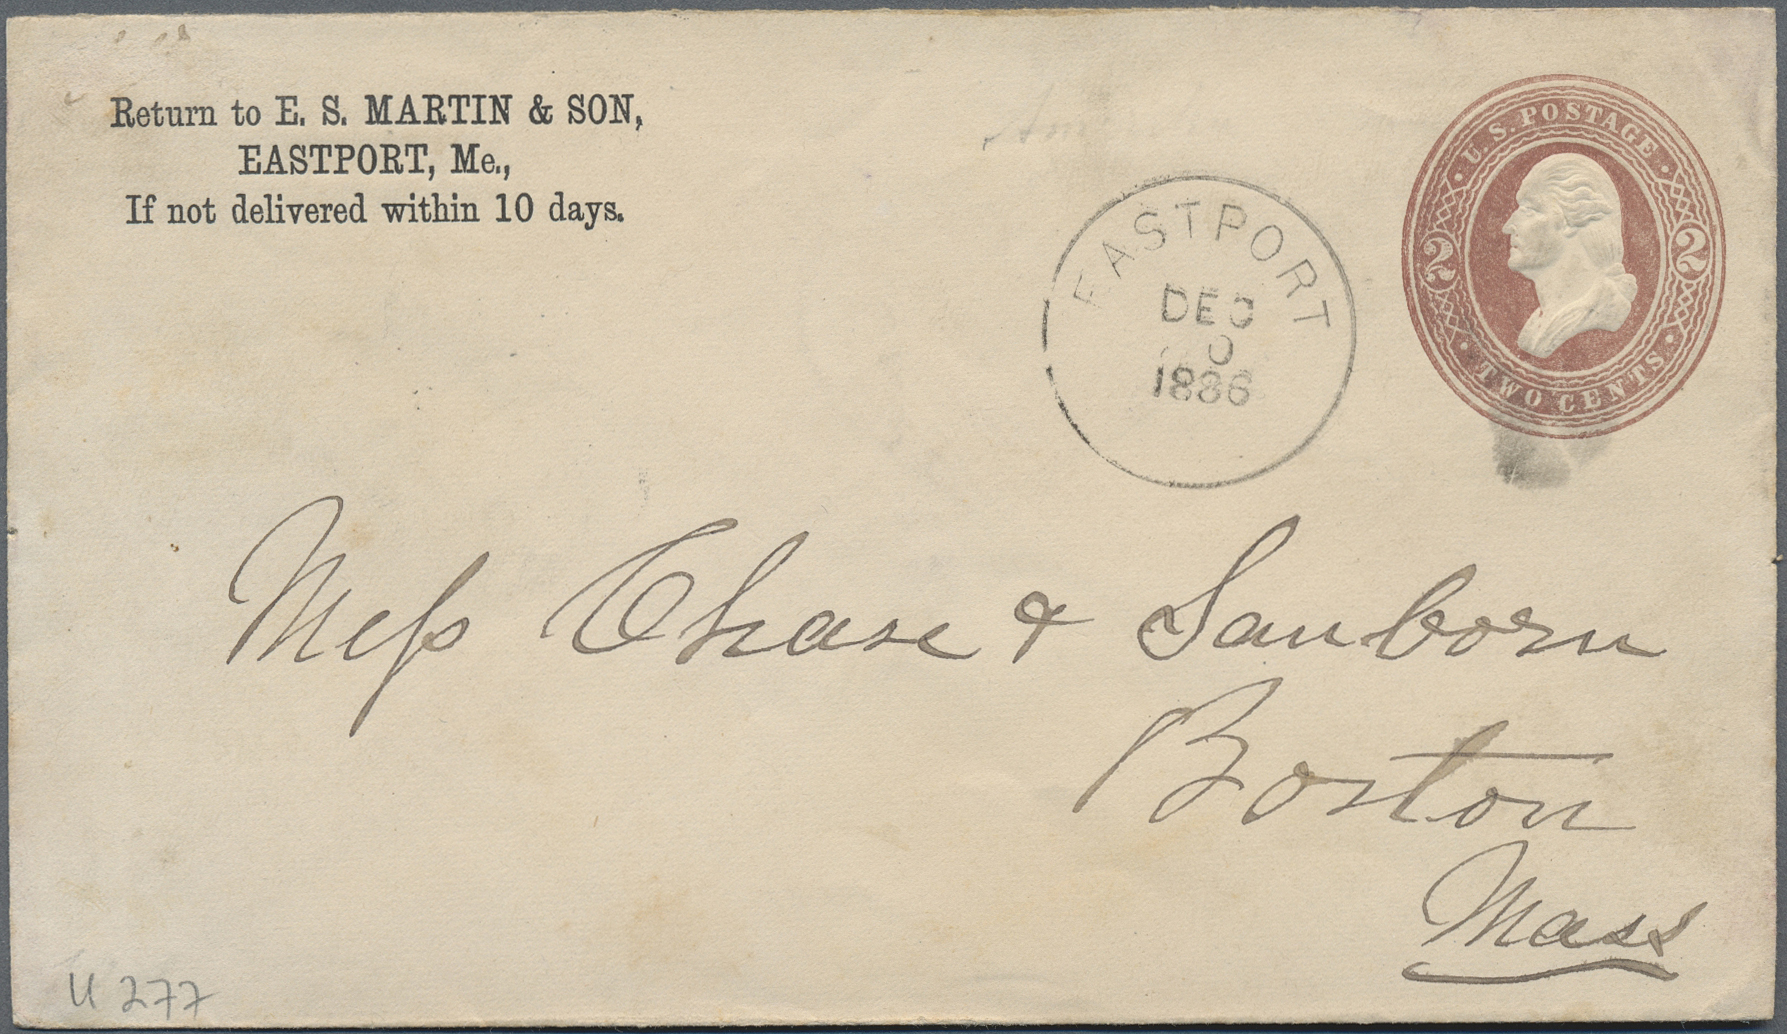 Return to E. S. MARTIN & SON,
EASTPORT, Me.,
If not delivered within 10 days.
EASTPORT
DEC
0
1886
U.S. POSTAGE
2 2
TWO CENTS
Mess Chase & Sanborn
Boston
Mass
U 277